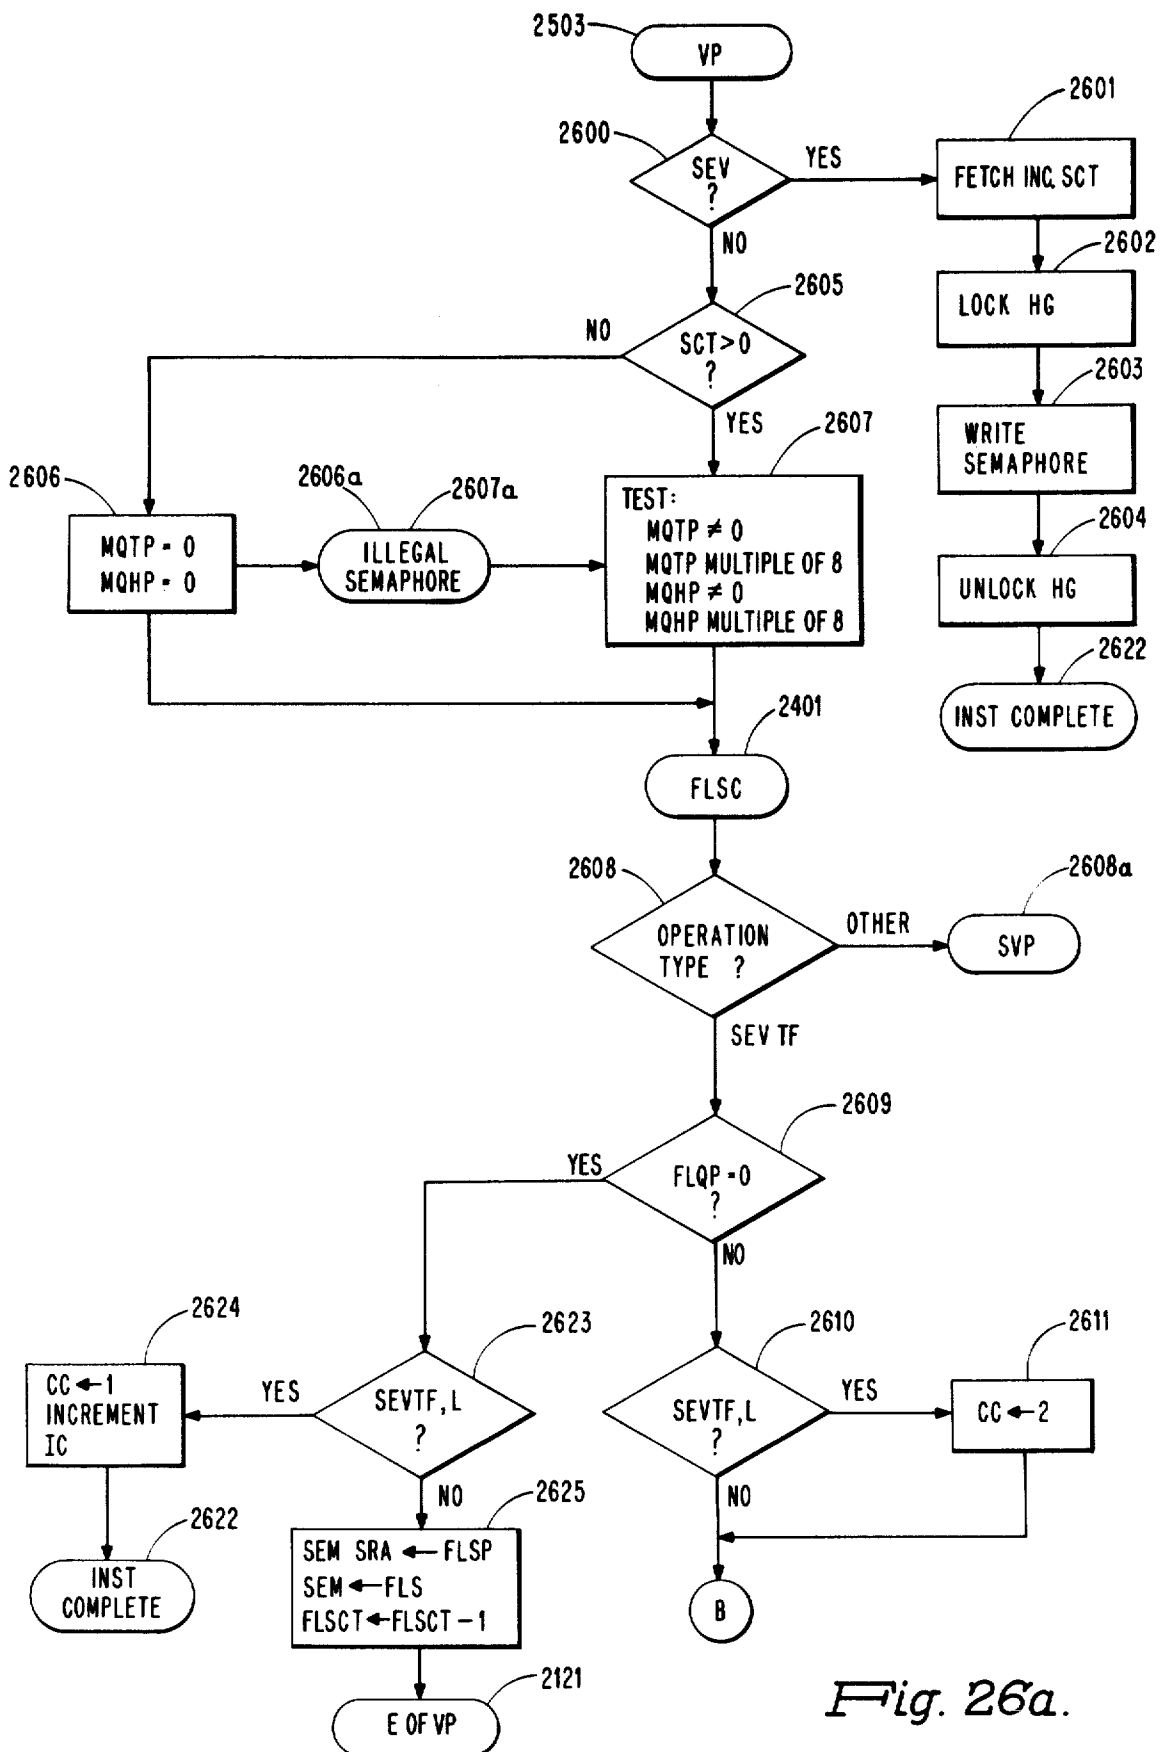 2503
VP
2600
SEV
?
YES
2601
FETCH INC. SCT
NO
2602
LOCK HG
2605
SCT>0
?
NO
YES
2603
WRITE
SEMAPHORE
2606
MQTP = 0
MQHP = 0
2606a
2607a
ILLEGAL
SEMAPHORE
2607
TEST:
MQTP ≠ 0
MQTP MULTIPLE OF 8
MQHP ≠ 0
MQHP MULTIPLE OF 8
2604
UNLOCK HG
2622
INST COMPLETE
2401
FLSC
2608
OPERATION
TYPE ?
OTHER
2608a
SVP
SEV TF
2609
FLQP=0
?
YES
NO
2624
CC←1
INCREMENT
IC
YES
2623
SEVTF, L
?
NO
2610
SEVTF, L
?
YES
2611
CC←2
NO
2622
INST
COMPLETE
2625
SEM SRA ← FLSP
SEM←FLS
FLSCT←FLSCT-1
B
2121
E OF VP
Fig. 26a.